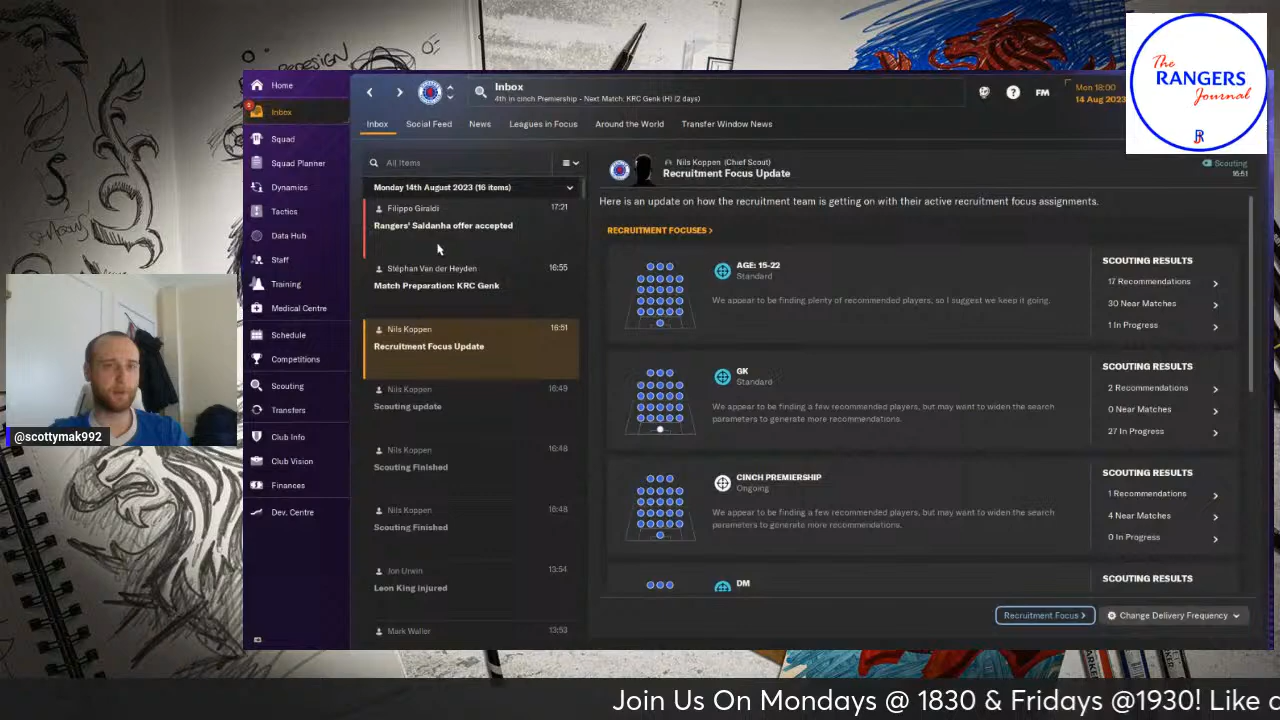 REDESIGN
The
RANGERS
Journal
RJ
Home
Inbox
Squad
Squad Planner
Dynamics
Tactics
Data Hub
Staff
Training
Medical Centre
Schedule
Competitions
Scouting
Transfers
Club Info
Club Vision
Finances
Dev. Centre
Inbox
4th in cinch Premiership - Next Match: KRC Genk (H) (2 days)
FM
Mon 18:00
14 Aug 2023
Inbox Social Feed News Leagues in Focus Around the World Transfer Window News
All Items
Monday 14th August 2023 (16 items)
Filippo Giraldi 17:21
Rangers' Saldanha offer accepted
Stéphan Van der Heyden 16:55
Match Preparation: KRC Genk
Nils Koppen 16:51
Recruitment Focus Update
Nils Koppen 16:49
Scouting update
Nils Koppen 16:48
Scouting Finished
Nils Koppen 16:48
Scouting Finished
Jon Urwin 13:54
Leon King injured
Mark Waller 13:53
Nils Koppen (Chief Scout)
Recruitment Focus Update
Scouting
16:51
Here is an update on how the recruitment team is getting on with their active recruitment focus assignments.
RECRUITMENT FOCUSES >
AGE: 15-22
Standard
We appear to be finding plenty of recommended players, so I suggest we keep it going.
SCOUTING RESULTS
17 Recommendations
30 Near Matches
1 In Progress
GK
Standard
We appear to be finding a few recommended players, but may want to widen the search
parameters to generate more recommendations.
SCOUTING RESULTS
2 Recommendations
0 Near Matches
27 In Progress
CINCH PREMIERSHIP
Ongoing
We appear to be finding a few recommended players, but may want to widen the search
parameters to generate more recommendations.
SCOUTING RESULTS
1 Recommendations
4 Near Matches
0 In Progress
DM
SCOUTING RESULTS
Recruitment Focus >
Change Delivery Frequency
@scottymak992
Join Us On Mondays @ 1830 & Fridays @1930! Like